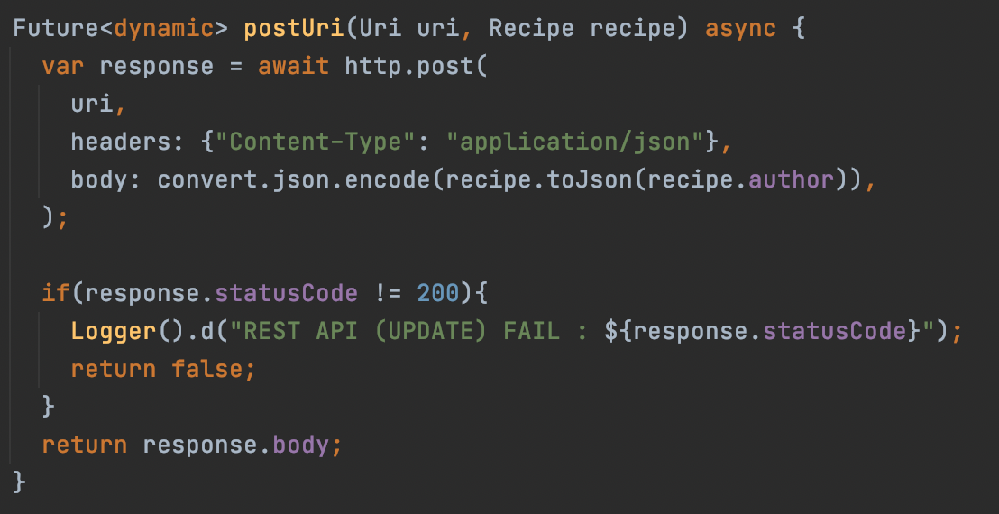 Future<dynamic> postUri(Uri uri, Recipe recipe) async {
  var response = await http.post(
    uri,
    headers: {"Content-Type": "application/json"},
    body: convert.json.encode(recipe.toJson(recipe.author)),
  );

  if(response.statusCode != 200){
    Logger().d("REST API (UPDATE) FAIL : ${response.statusCode}");
    return false;
  }
  return response.body;
}